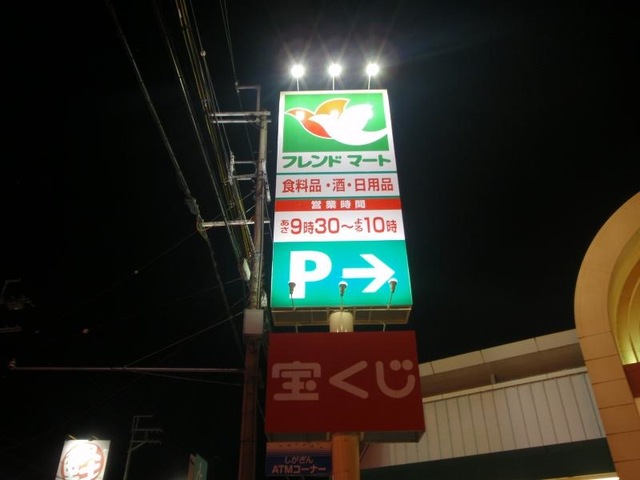 フレンドマート
食料品・酒・日用品
営業時間
あさ9時30～よる10時
P→
宝くじ
しがぎん
ATMコーナー